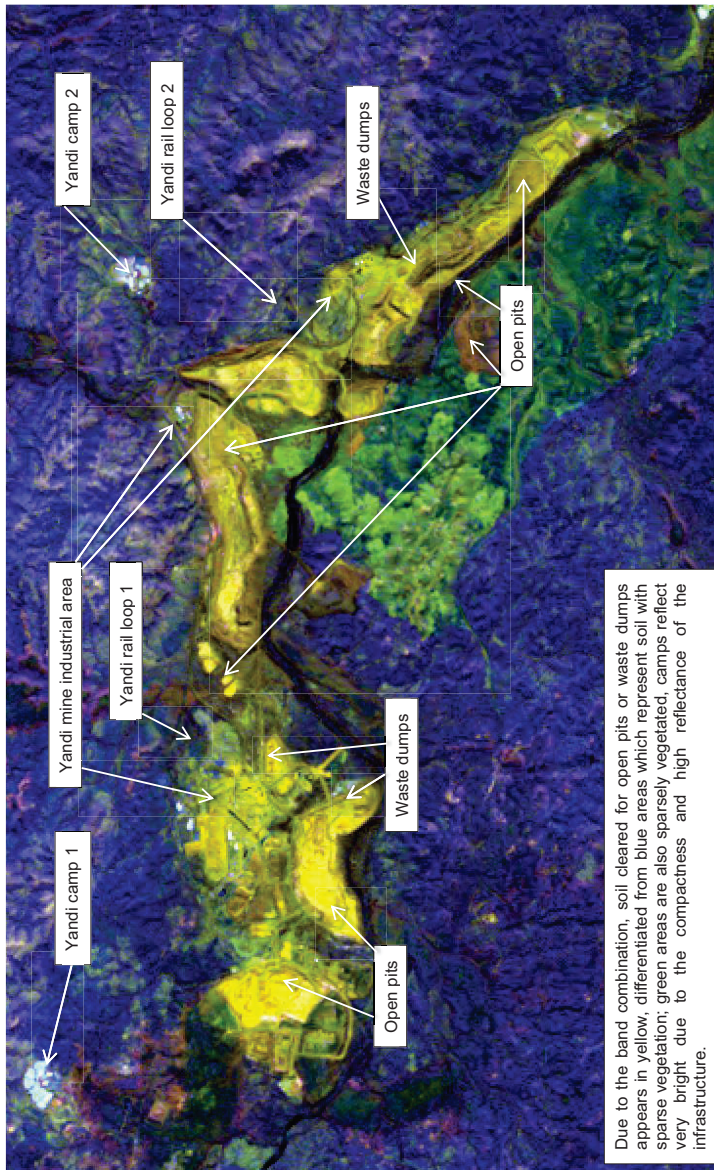 Yandi camp 1
Yandi mine industrial area
Yandi rail loop 1
Yandi camp 2
Yandi rail loop 2
Waste dumps
Open pits
Waste dumps
Open pits
Due to the band combination, soil cleared for open pits or waste dumps
appears in yellow, differentiated from blue areas which represent soil with
sparse vegetation; green areas are also sparsely vegetated, camps reflect
very bright due to the compactness and high reflectance of the
infrastructure.